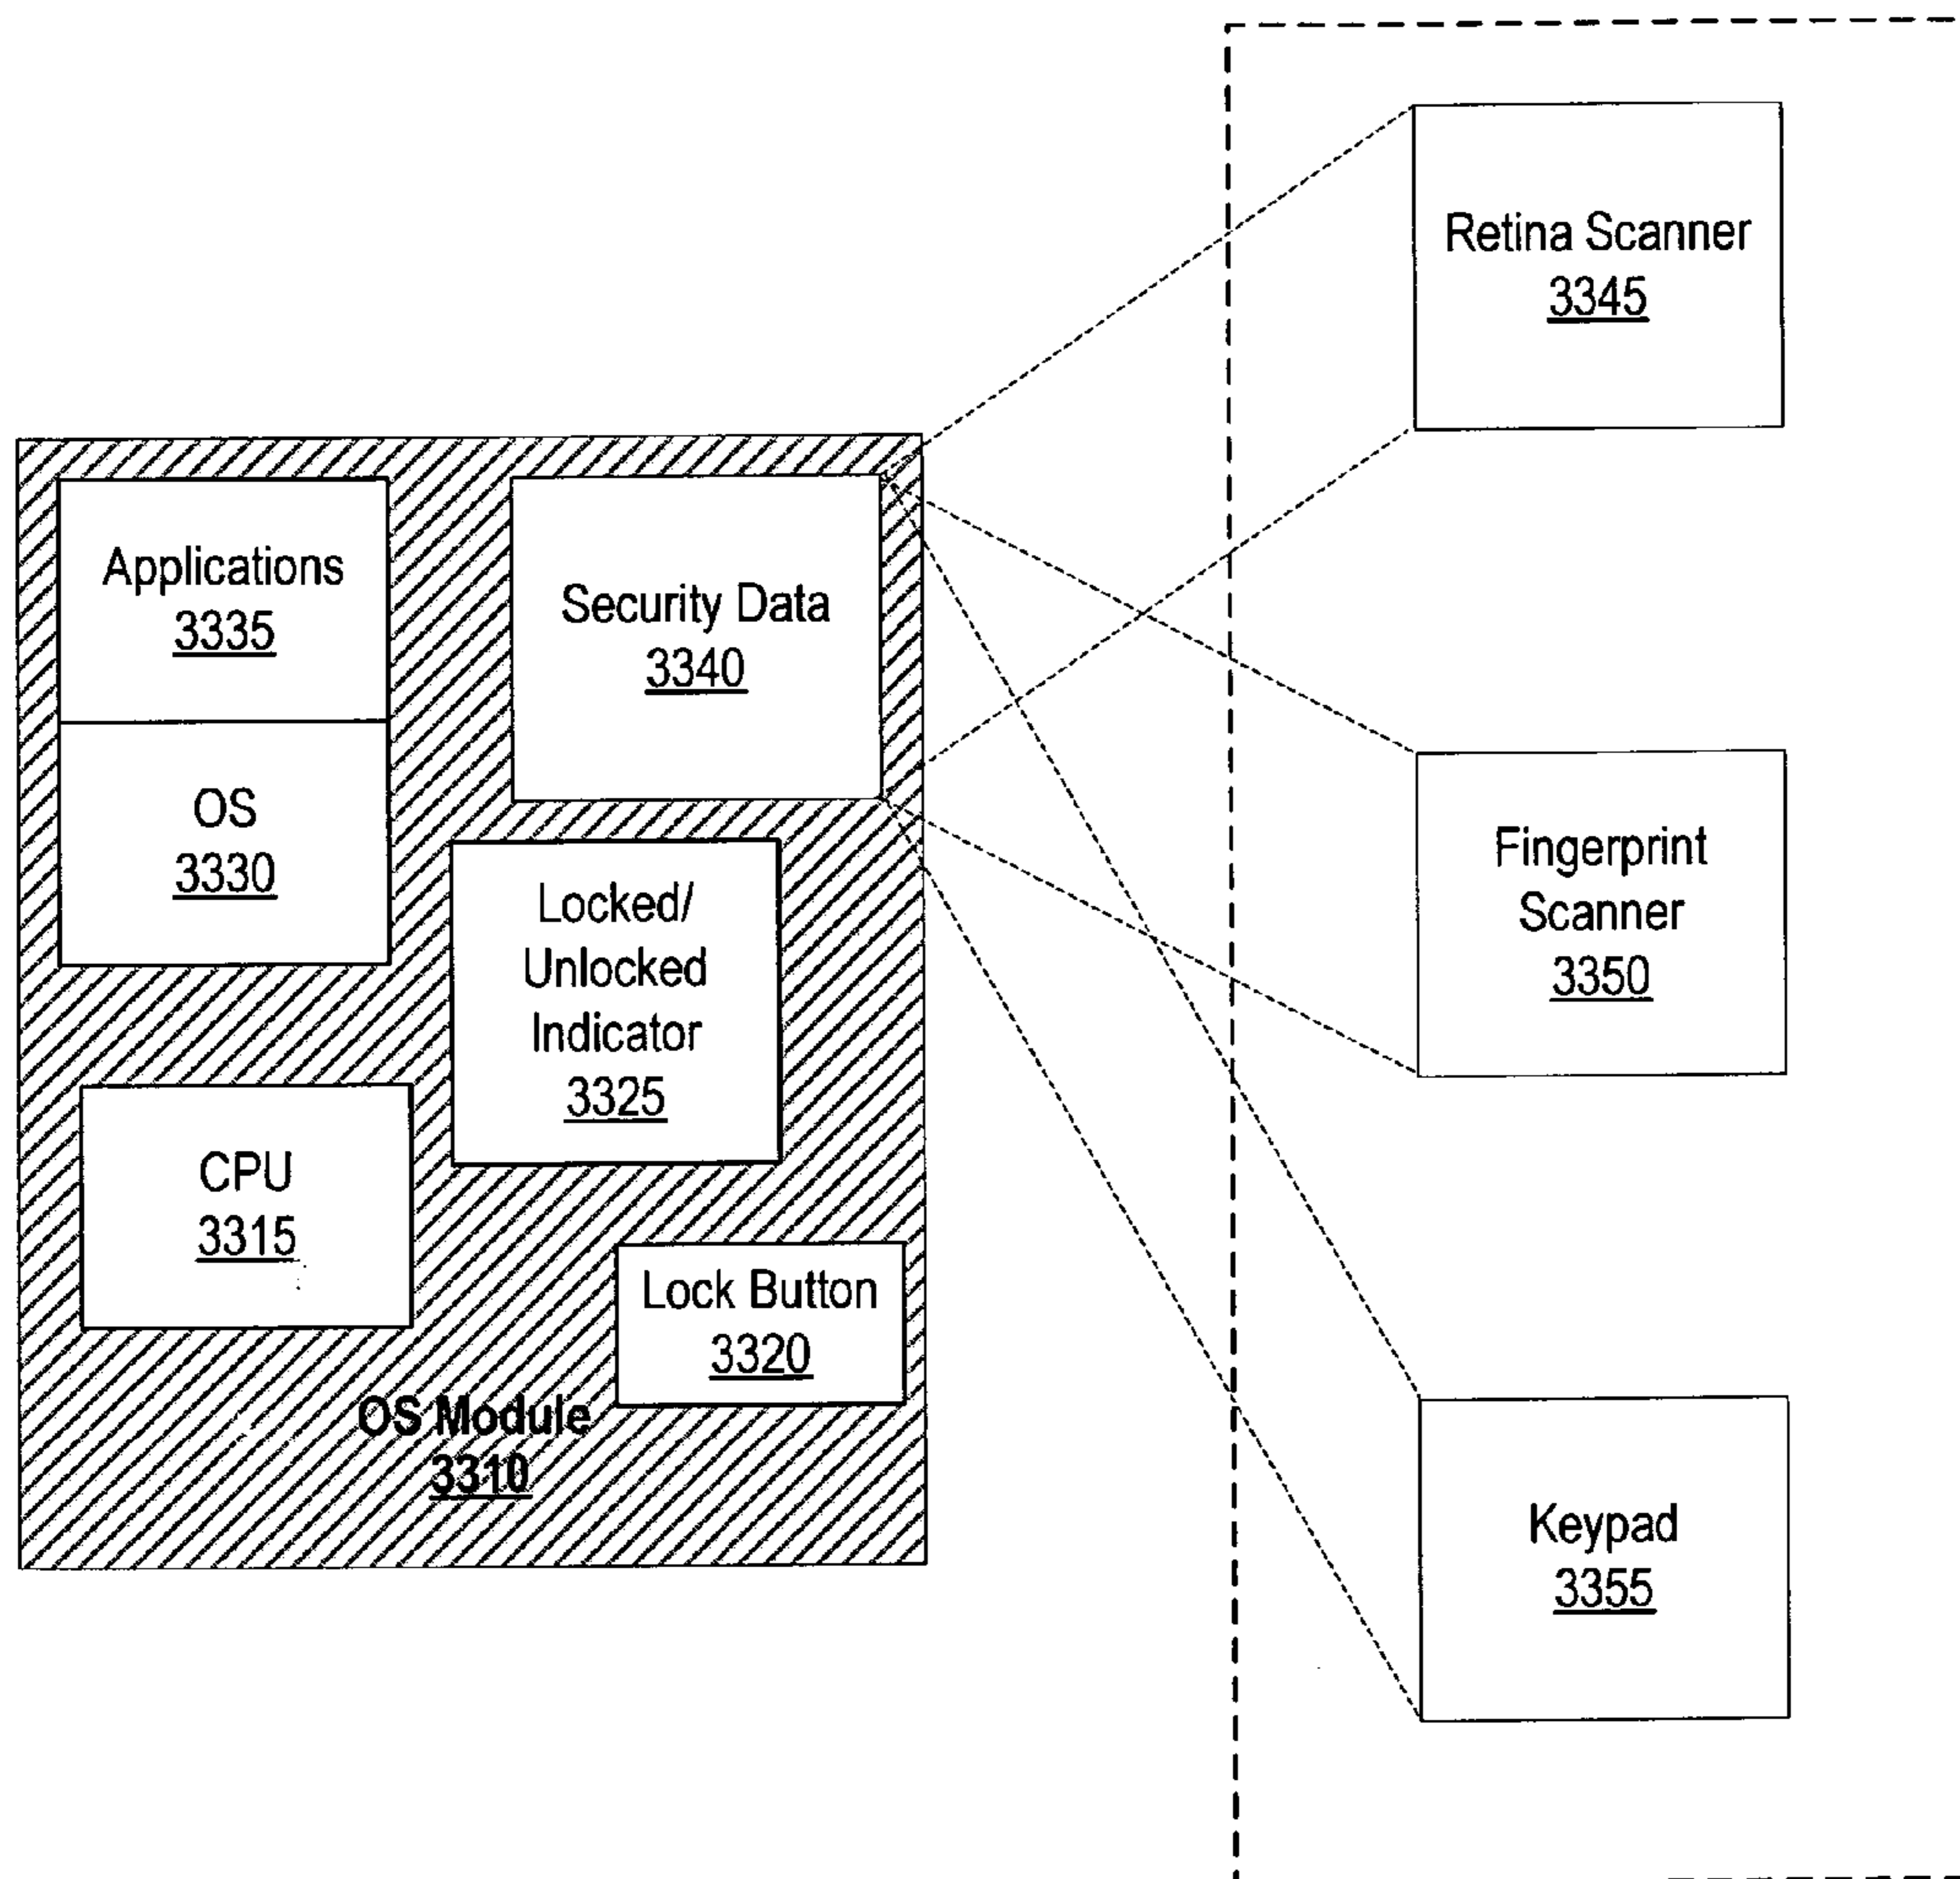 Retina Scanner
3345
Applications
3335
Security Data
3340
OS
3330
Locked/
Unlocked
Indicator
3325
Fingerprint
Scanner
3350
CPU
3315
Lock Button
3320
OS Module
3310
Keypad
3355